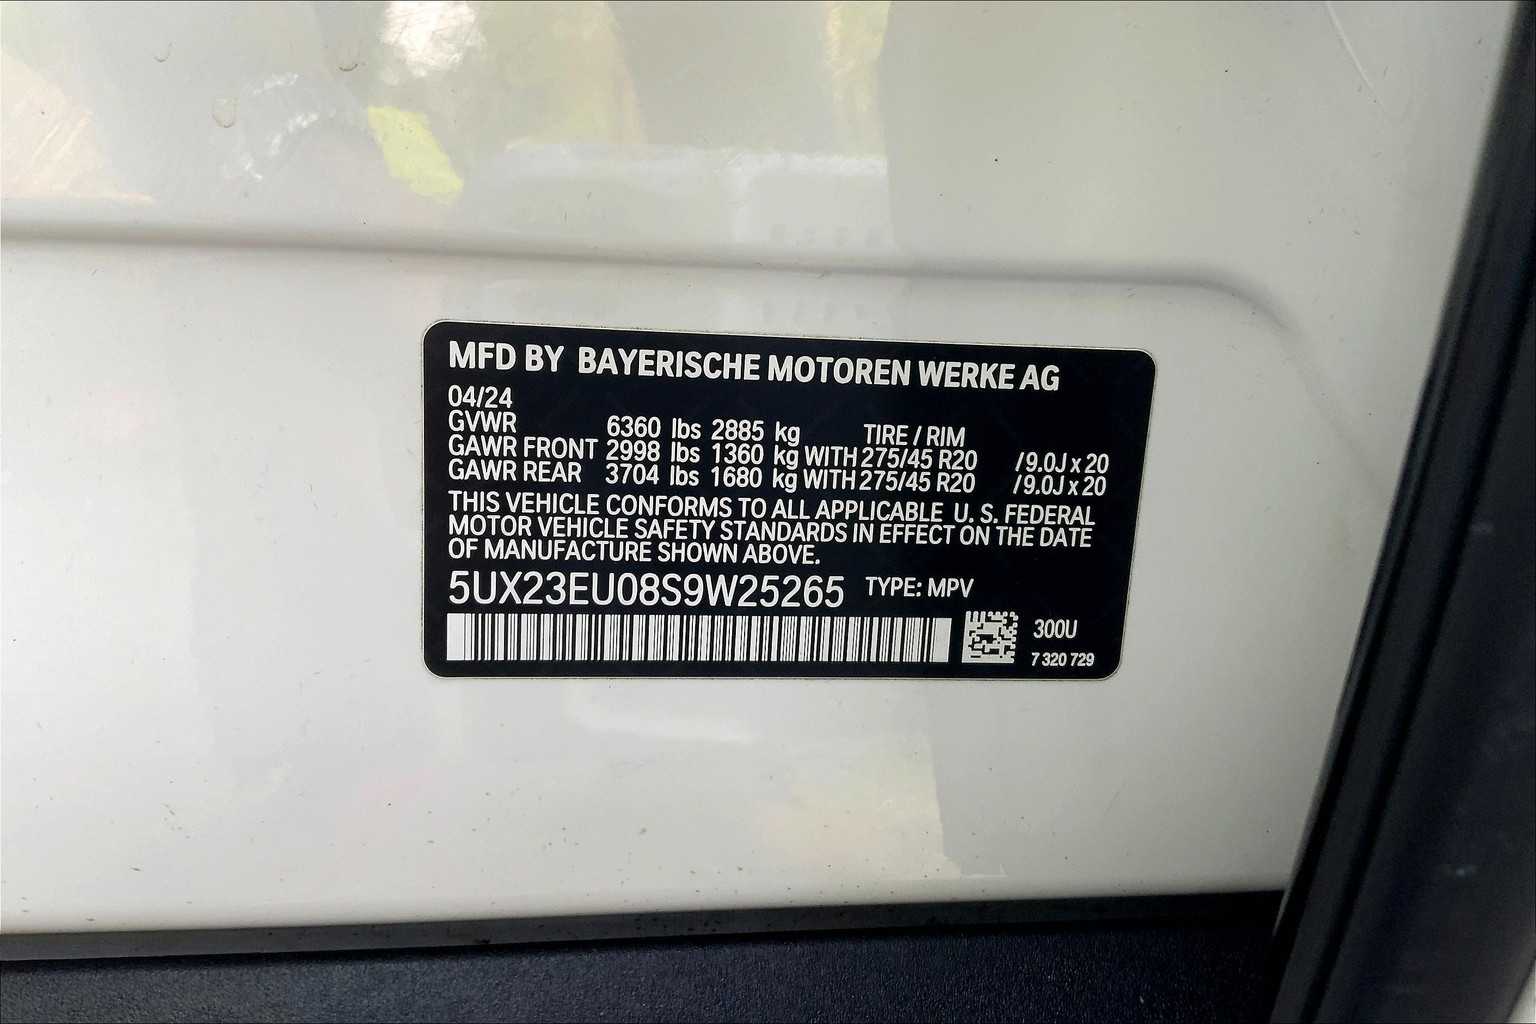 MFD BY BAYERISCHE MOTOREN WERKE AG
04/24
GVWR 6360 lbs 2885 kg TIRE / RIM
GAWR FRONT 2998 lbs 1360 kg WITH 275/45 R20 /9.0J x 20
GAWR REAR 3704 lbs 1680 kg WITH 275/45 R20 /9.0J x 20
THIS VEHICLE CONFORMS TO ALL APPLICABLE U. S. FEDERAL
MOTOR VEHICLE SAFETY STANDARDS IN EFFECT ON THE DATE
OF MANUFACTURE SHOWN ABOVE.
5UX23EU08S9W25265 TYPE: MPV
300U
7 320 729